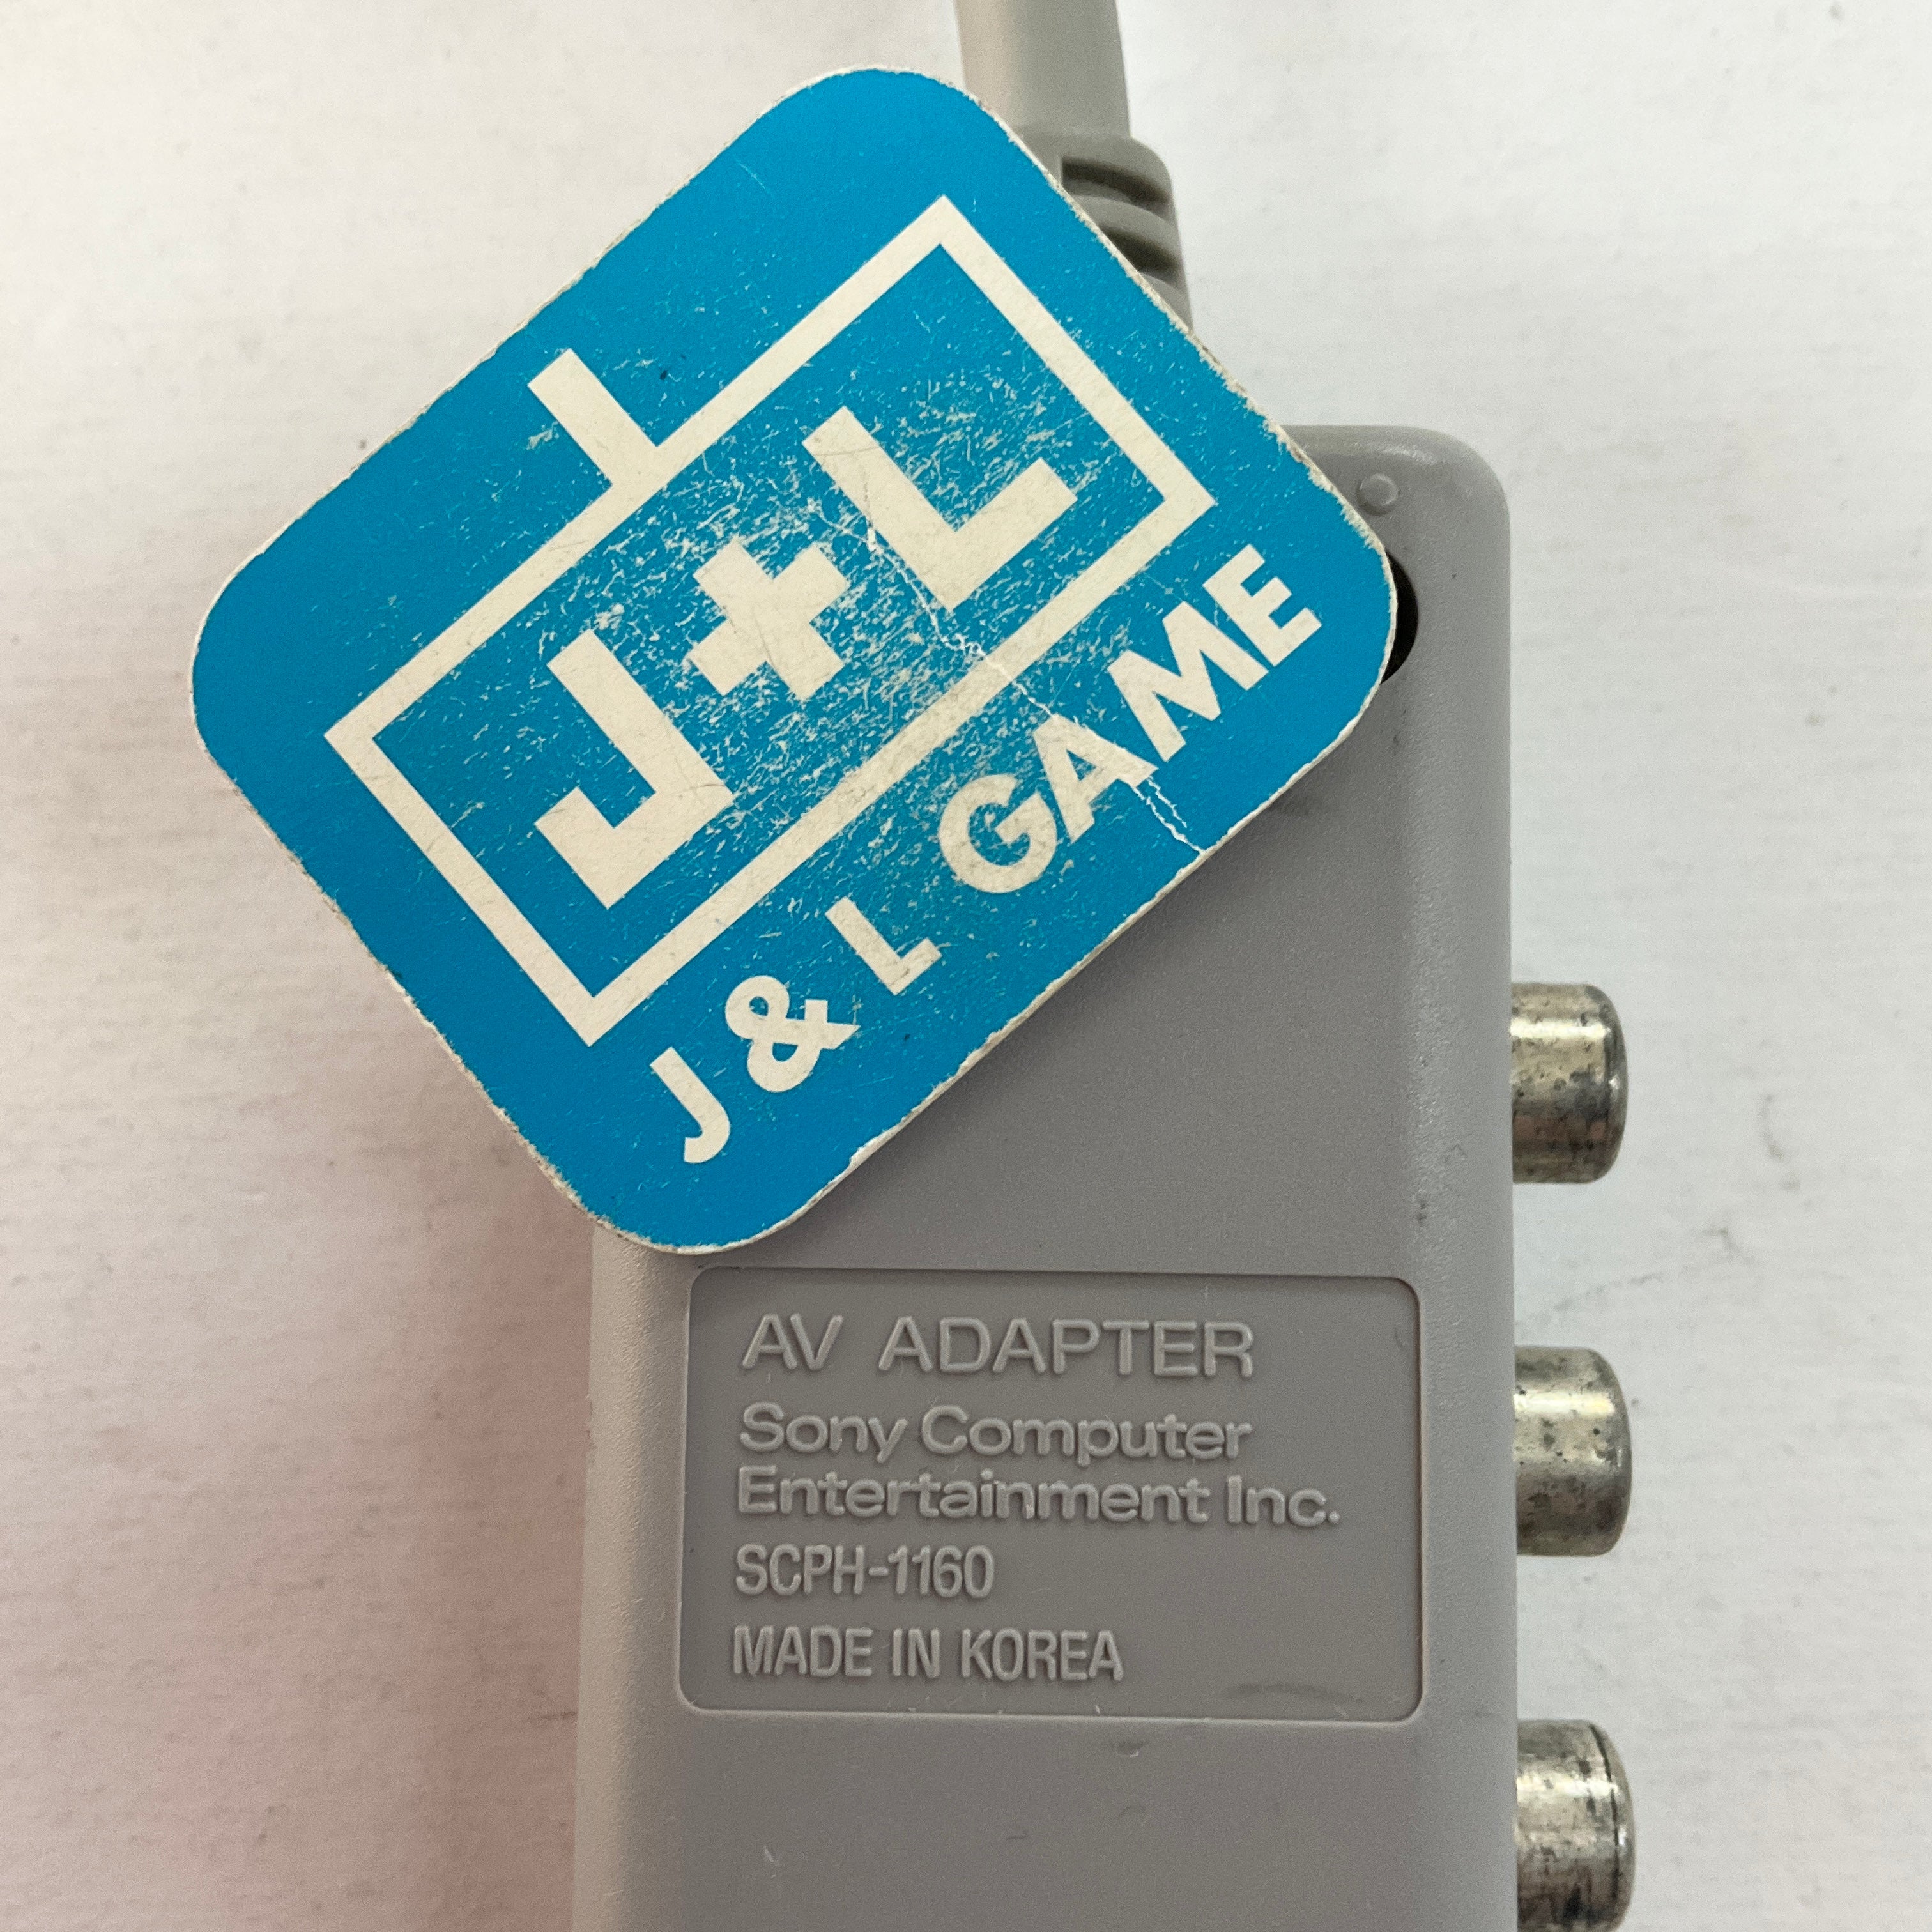 J+L
J & L GAME
AV ADAPTER
Sony Computer
Entertainment Inc.
SCPH-1160
MADE IN KOREA